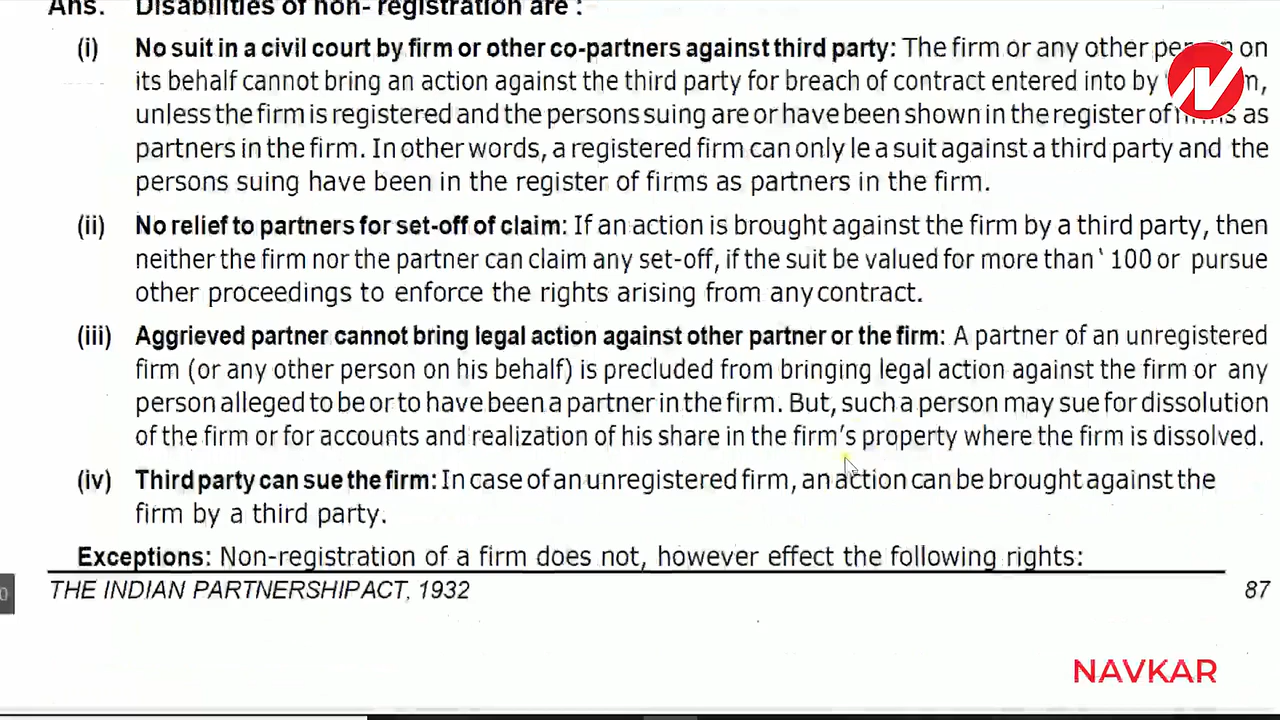 Ans. Disabilities of non- registration are :
(i) No suit in a civil court by firm or other co-partners against third party: The firm or any other on
its behalf cannot bring an action against the third party for breach of contract entered into by
unless the firm is registered and the persons suing are or have been shown in the register of as
partners in the firm. In other words, a registered firm can only le a suit against a third party and the
persons suing have been in the register of firms as partners in the firm.
(ii) No relief to partners for set-off of claim: If an action is brought against the firm by a third party, then
neither the firm nor the partner can claim any set-off, if the suit be valued for more than ` 100 or pursue
other proceedings to enforce the rights arising from any contract.
(iii) Aggrieved partner cannot bring legal action against other partner or the firm: A partner of an unregistered
firm (or any other person on his behalf) is precluded from bringing legal action against the firm or any
person alleged to be or to have been a partner in the firm. But, such a person may sue for dissolution
of the firm or for accounts and realization of his share in the firm's property where the firm is dissolved.
(iv) Third party can sue the firm: In case of an unregistered firm, an action can be brought against the
firm by a third party.
Exceptions: Non-registration of a firm does not, however effect the following rights:
THE INDIAN PARTNERSHIP ACT, 1932 87
NAVKAR